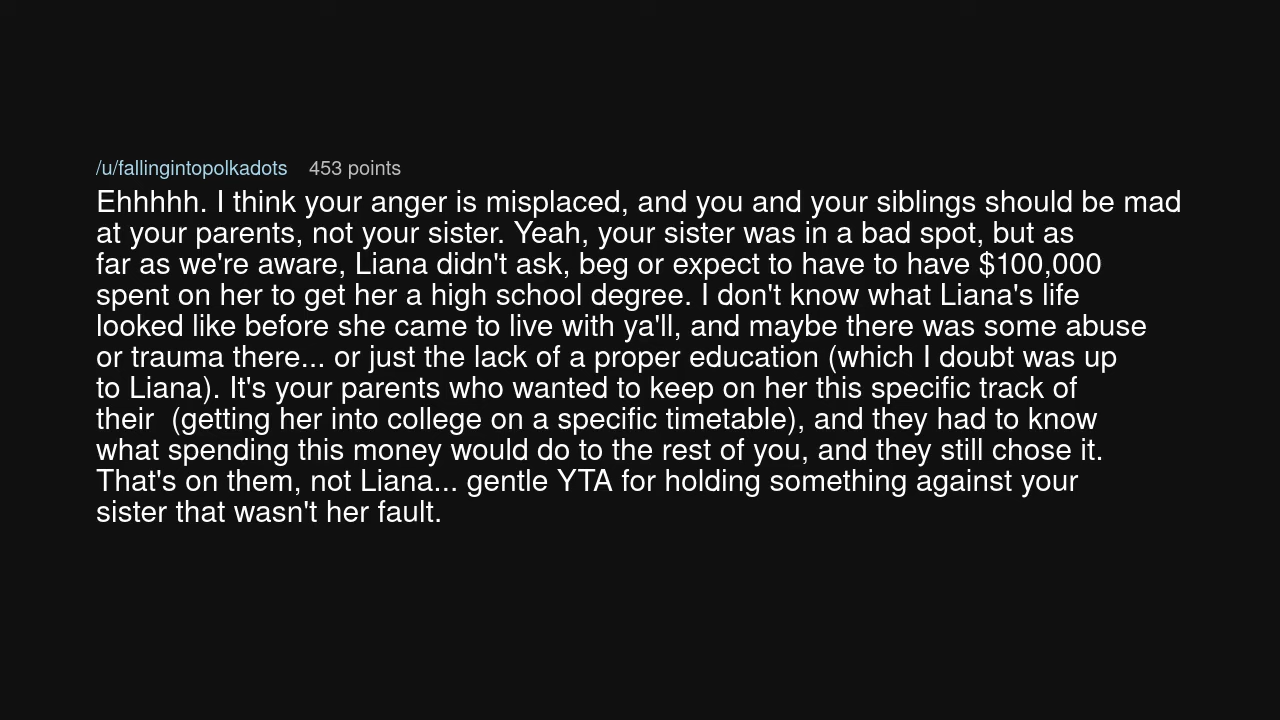 /u/fallingintopolkadots 453 points
Ehhhhh. I think your anger is misplaced, and you and your siblings should be mad
at your parents, not your sister. Yeah, your sister was in a bad spot, but as
far as we're aware, Liana didn't ask, beg or expect to have to have $100,000
spent on her to get her a high school degree. I don't know what Liana's life
looked like before she came to live with ya'll, and maybe there was some abuse
or trauma there... or just the lack of a proper education (which I doubt was up
to Liana). It's your parents who wanted to keep on her this specific track of
their  (getting her into college on a specific timetable), and they had to know
what spending this money would do to the rest of you, and they still chose it.
That's on them, not Liana... gentle YTA for holding something against your
sister that wasn't her fault.